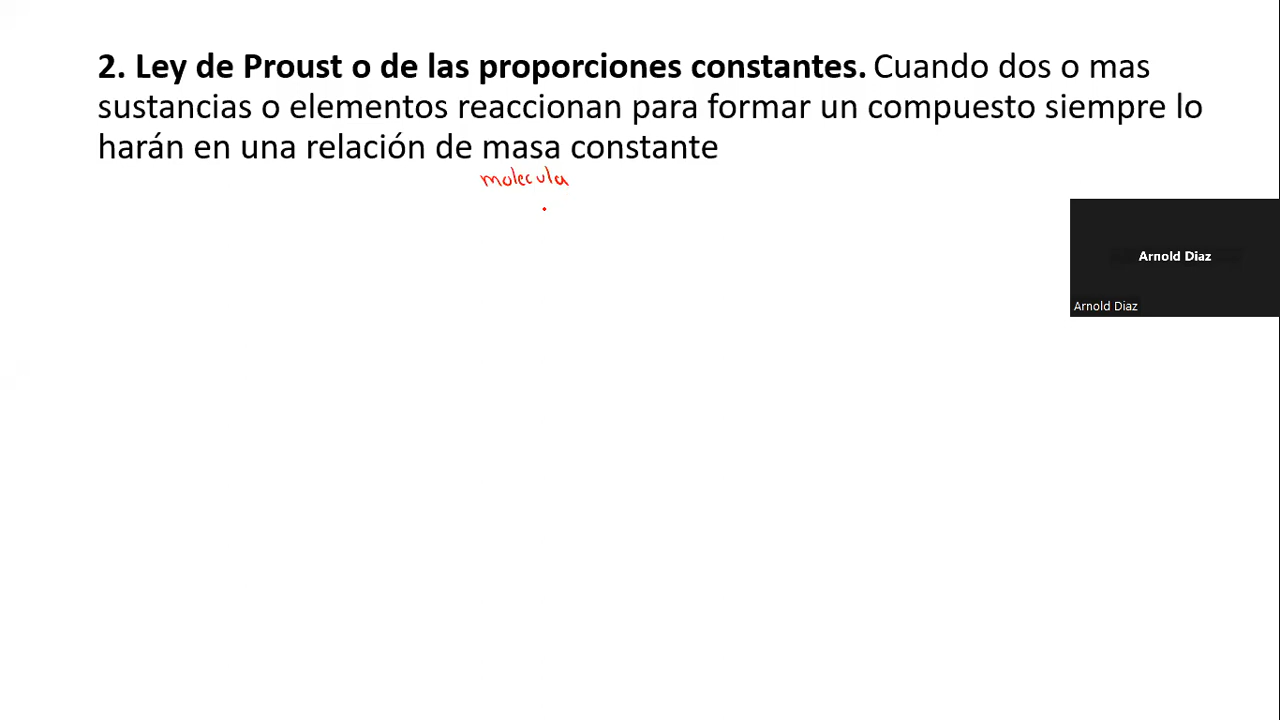 2. Ley de Proust o de las proporciones constantes. Cuando dos o mas
sustancias o elementos reaccionan para formar un compuesto siempre lo
harán en una relación de masa constante
molecula
Arnold Diaz
Arnold Diaz